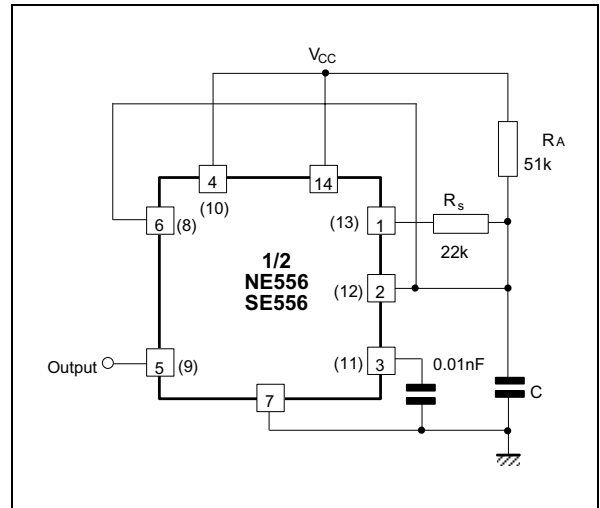 VCC
RA
51k
4
14
(10)
Rs
6
(8)
(13)
1
22k
1/2
NE556
SE556
(12)
2
Output
5
(9)
(11)
3
0.01nF
C
7